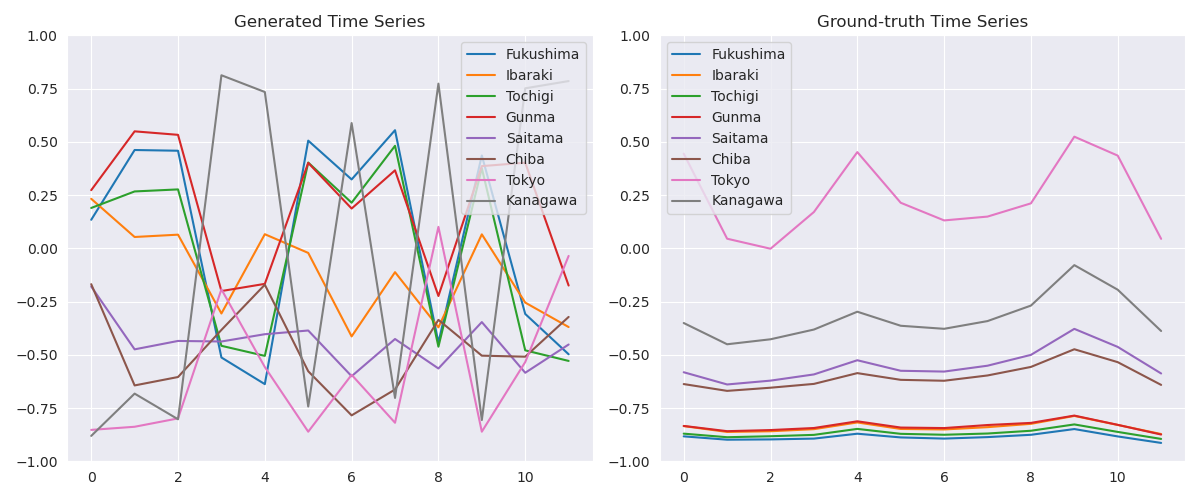 Generated Time Series
1.00
0.75
0.50
0.25
0.00
−0.25
−0.50
−0.75
−1.00
0 2 4 6 8 10
Fukushima
Ibaraki
Tochigi
Gunma
Saitama
Chiba
Tokyo
Kanagawa
Ground-truth Time Series
1.00
0.75
0.50
0.25
0.00
−0.25
−0.50
−0.75
−1.00
0 2 4 6 8 10
Fukushima
Ibaraki
Tochigi
Gunma
Saitama
Chiba
Tokyo
Kanagawa